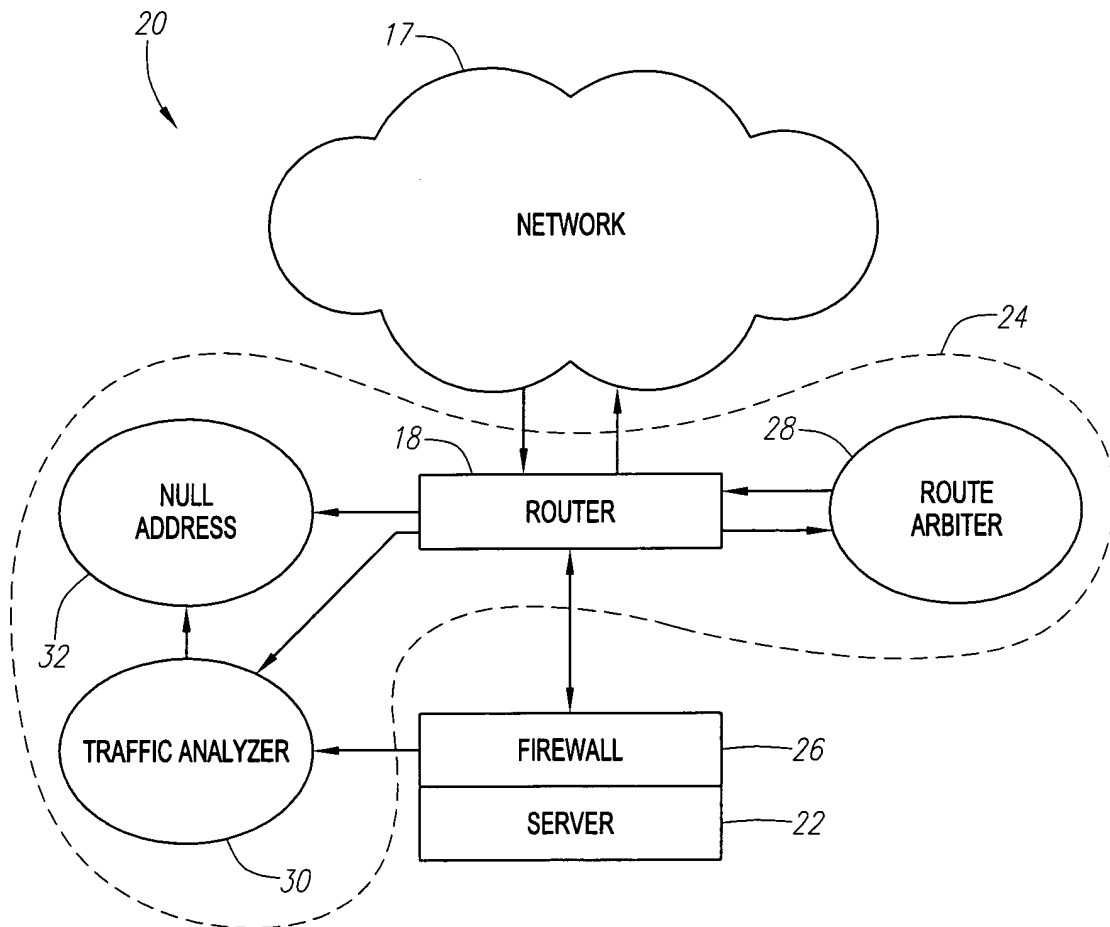 20
17
NETWORK
24
18
28
NULL
ADDRESS
ROUTER
ROUTE
ARBITER
32
TRAFFIC ANALYZER
FIREWALL
26
SERVER
22
30